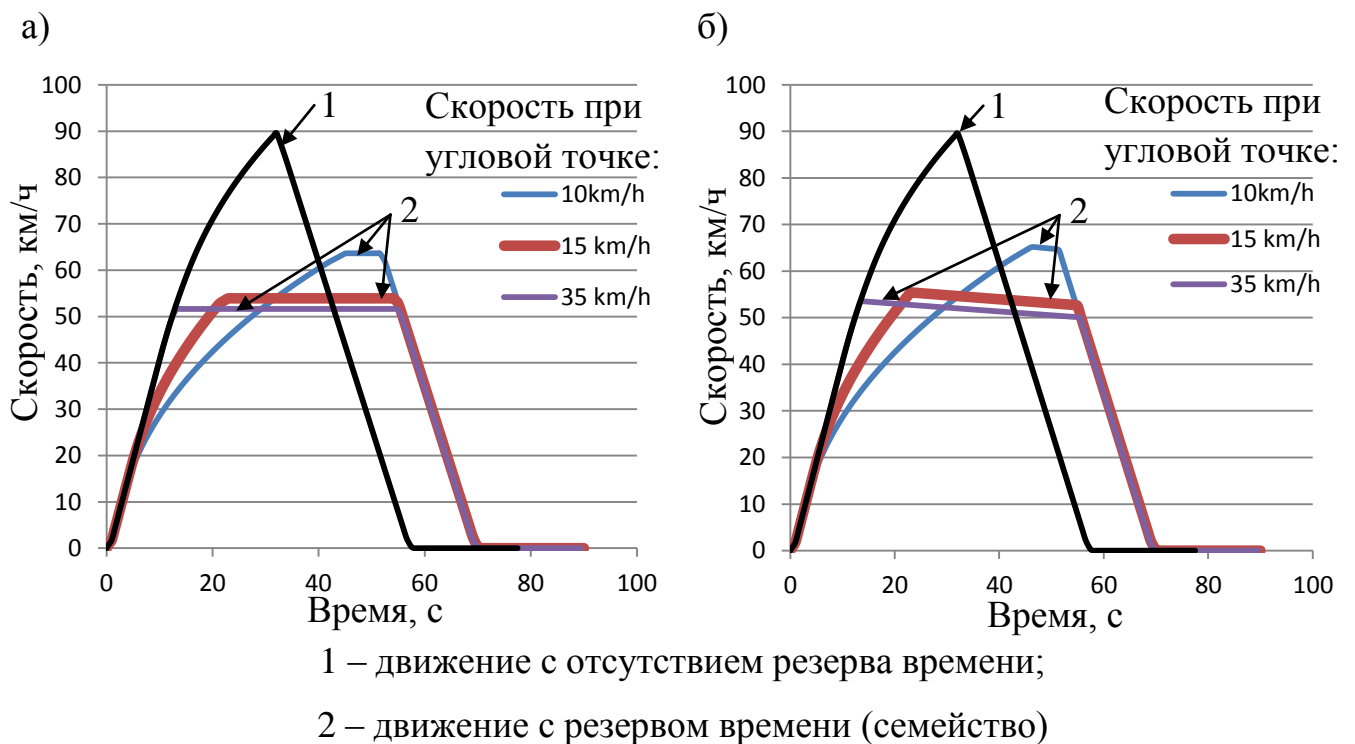 а)
100
90
80
70
60
50
40
30
20
10
0
Скорость, км/ч
1
Скорость при
угловой точке:
10km/h
2
15 km/h
35 km/h
0 20 40 60 80 100
Время, с
б)
100
90
80
70
60
50
40
30
20
10
0
Скорость, км/ч
1
Скорость при
угловой точке:
10km/h
2
15 km/h
35 km/h
0 20 40 60 80 100
Время, с
1 – движение с отсутствием резерва времени;
2 – движение с резервом времени (семейство)